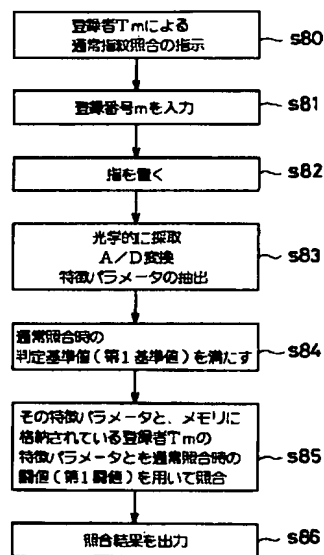 登録者Tmによる
通常指紋照合の指示
s80
登録番号mを入力
s81
指を置く
s82
光学的に採取
A/D変換
特徴パラメータの抽出
s83
通常照合時の
判定基準値(第1基準値)を満たす
s84
その特徴パラメータと、メモリに
格納されている登録者Tmの
特徴パラメータとも通常照合時の
閾値(第1閾値)を用いて照合
s85
照合結果を出力
s86